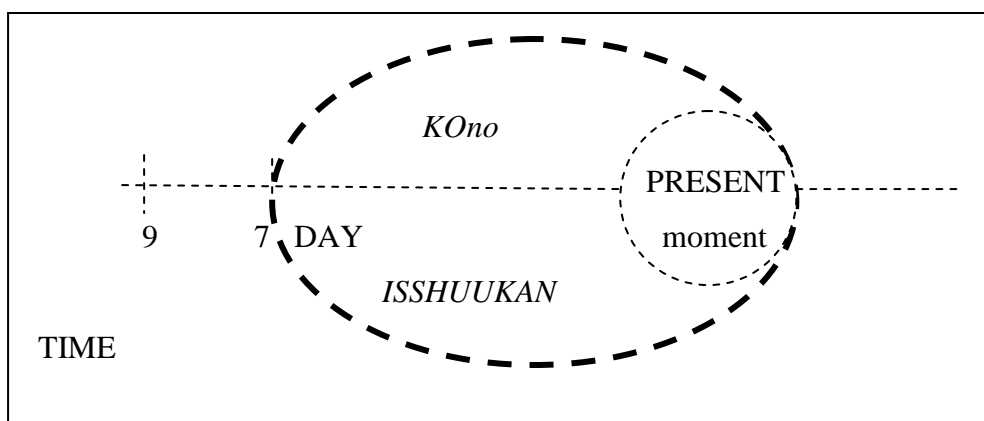 KOno
PRESENT
9 7 DAY moment
ISSHUUKAN
TIME